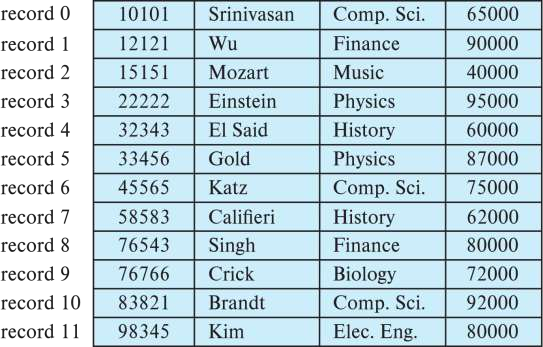 record 0 10101 Srinivasan Comp. Sci. 65000
record 1 12121 Wu Finance 90000
record 2 15151 Mozart Music 40000
record 3 22222 Einstein Physics 95000
record 4 32343 El Said History 60000
record 5 33456 Gold Physics 87000
record 6 45565 Katz Comp. Sci. 75000
record 7 58583 Califieri History 62000
record 8 76543 Singh Finance 80000
record 9 76766 Crick Biology 72000
record 10 83821 Brandt Comp. Sci. 92000
record 11 98345 Kim Elec. Eng. 80000